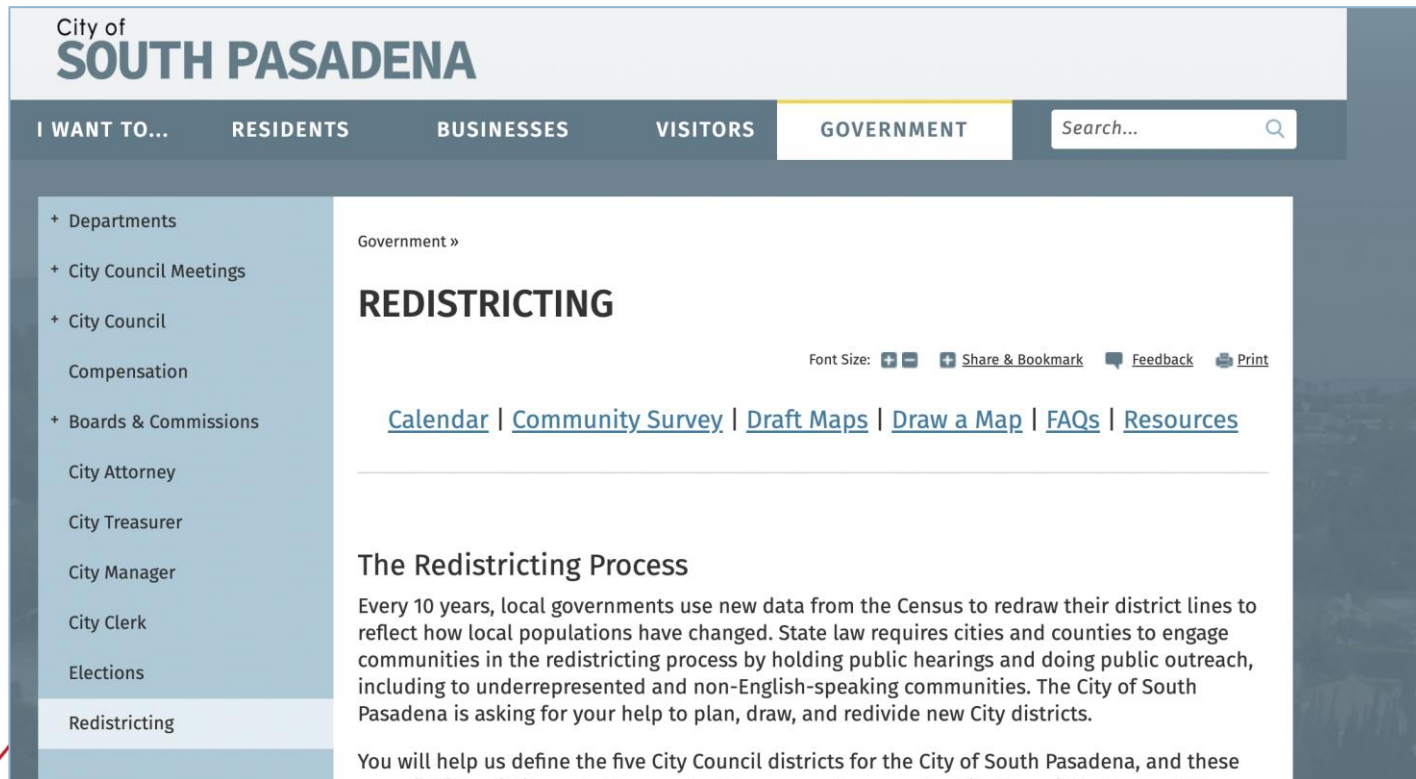 City of
SOUTH PASADENA
I WANT TO...
RESIDENTS
BUSINESSES
VISITORS
GOVERNMENT
Search...
+ Departments
+ City Council Meetings
+ City Council
Compensation
+ Boards & Commissions
City Attorney
City Treasurer
City Manager
City Clerk
Elections
Redistricting
Government »
REDISTRICTING
Font Size: + - + Share & Bookmark Feedback Print
Calendar | Community Survey | Draft Maps | Draw a Map | FAQs | Resources
The Redistricting Process
Every 10 years, local governments use new data from the Census to redraw their district lines to
reflect how local populations have changed. State law requires cities and counties to engage
communities in the redistricting process by holding public hearings and doing public outreach,
including to underrepresented and non-English-speaking communities. The City of South
Pasadena is asking for your help to plan, draw, and redivide new City districts.
You will help us define the five City Council districts for the City of South Pasadena, and these